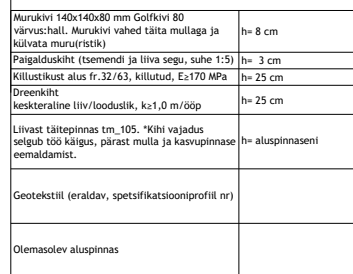 Murukivi 140x140x80 mm Golfkivi 80
värvus:hall. Murukivi vahed täita mullaga ja
külvata muru(ristik)
h= 8 cm
Paigalduskiht (tsemendi ja liiva segu, suhe 1:5)
h= 3 cm
Killustikust alus fr.32/63, killutud, E≥170 MPa
h= 25 cm
Dreenkiht
keskteraline liiv/looduslik, k≥1,0 m/ööp
h= 25 cm
Liivast täitepinnas tm_105. *Kihi vajadus
selgub töö käigus, pärast mulla ja kasvupinnase
eemaldamist.
h= aluspinnaseni
Geotekstiil (eraldav, spetsifikatsiooniprofiil nr)
Olemasolev aluspinnas